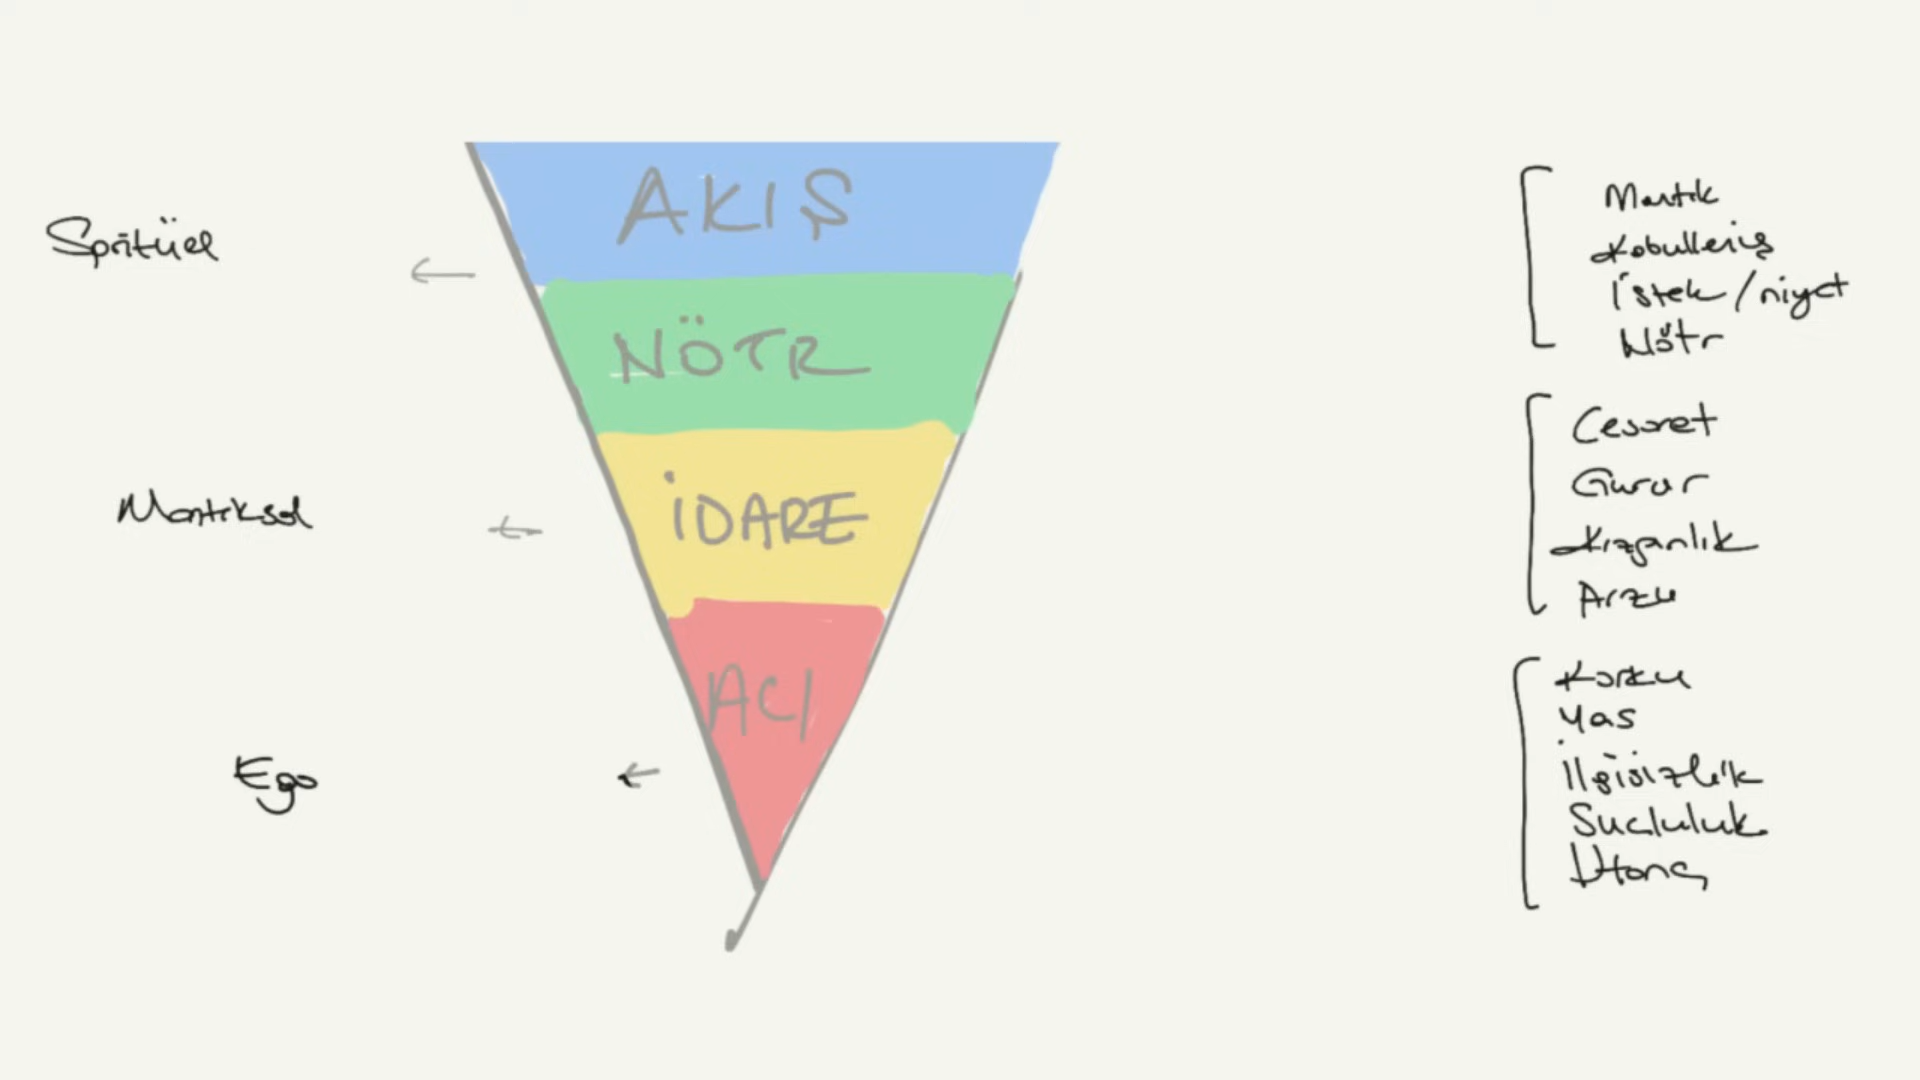 Spritüel
Mantıksal
Ego
AKIŞ
NÖTR
İDARE
ACI
Mantık
Kabulleniş
İstek/niyet
Nötr
Cesaret
Gurur
Kızgınlık
Arzu
Korku
Yas
İlgisizlik
Sucluluk
Utanç